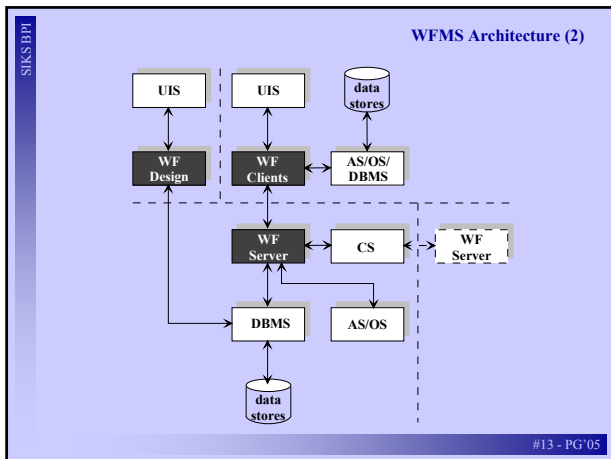 SIKS BPI
WFMS Architecture (2)
UIS
UIS
data
stores
WF
Design
WF
Clients
AS/OS/
DBMS
WF
Server
CS
WF
Server
DBMS
AS/OS
data
stores
#13 - PG'05